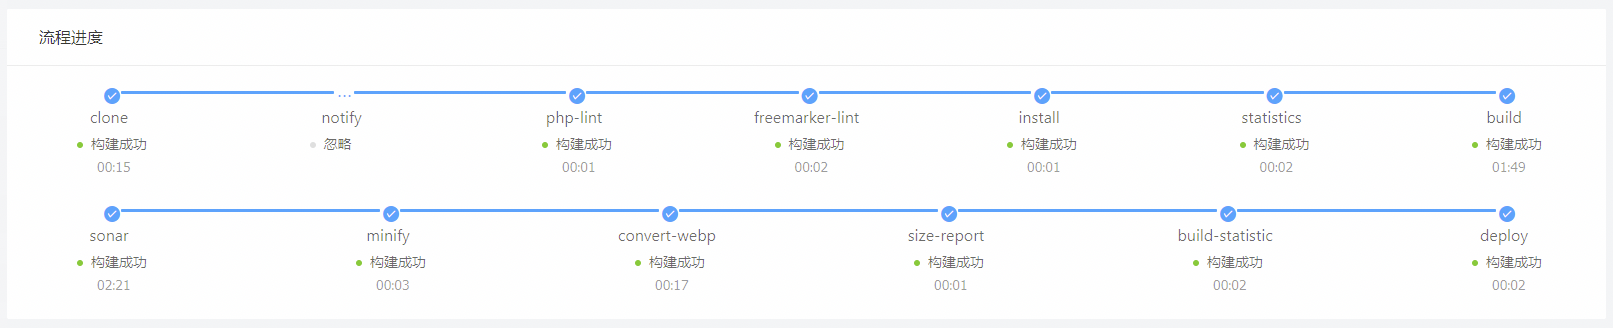 流程进度
clone notify php-lint freemarker-lint install statistics build
构建成功 忽略 构建成功 构建成功 构建成功 构建成功 构建成功
00:15 00:01 00:02 00:01 00:02 01:49
sonar minify convert-webp size-report build-statistic deploy
构建成功 构建成功 构建成功 构建成功 构建成功 构建成功
02:21 00:03 00:17 00:01 00:02 00:02